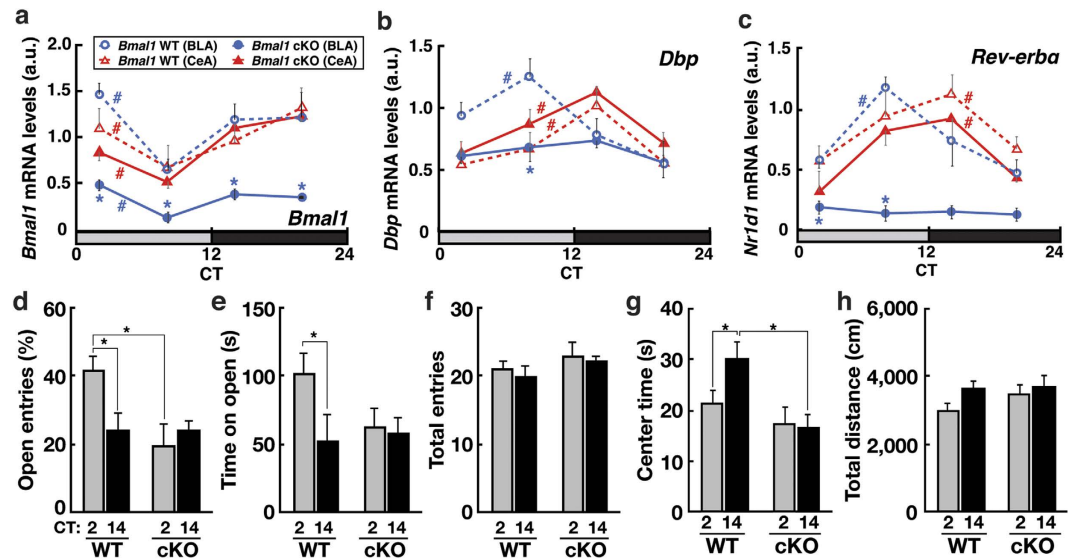 a
Bmal1 mRNA levels (a.u.)
2.0
1.5
1.0
0.5
0
Bmal1 WT (BLA)
Bmal1 cKO (BLA)
Bmal1 WT (CeA)
Bmal1 cKO (CeA)
#
#
#
#
*
*
*
*
Bmal1
0
12
24
CT
b
Dbp mRNA levels (a.u.)
1.5
1.0
0.5
0
Dbp
#
#
#
*
0
12
24
CT
c
Nr1d1 mRNA levels (a.u.)
1.5
1.0
0.5
0
Rev-erbα
#
#
#
*
*
0
12
24
CT
d
Open entries (%)
60
40
20
0
*
*
CT: 2 14 2 14
WT cKO
e
Time on open (s)
150
100
50
0
*
2 14 2 14
WT cKO
f
Total entries
30
20
10
0
2 14 2 14
WT cKO
g
Center time (s)
40
30
20
10
0
* *
2 14 2 14
WT cKO
h
Total distance (cm)
6,000
4,000
2,000
0
2 14 2 14
WT cKO